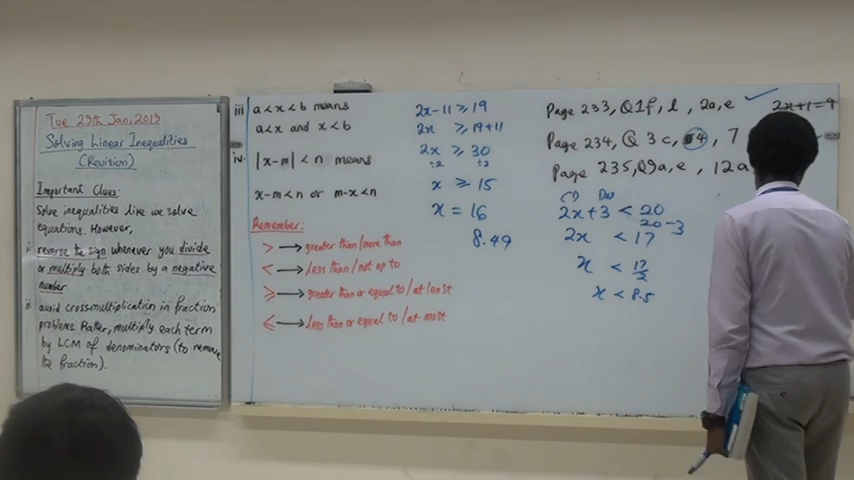 Tue 29th Jan, 2019
Solving Linear Inequalities
(Revision)
Important Clues:
Solve inequalities like we solve
equations. However,
i. reverse the sign whenever you divide
or multiply both sides by a negative
number
ii. avoid cross multiplication in fraction
problems. Rather, multiply each term
by LCM of denominators (to remove
the fraction).
iii a < x < b means
a < x and x < b
iv. |x-m| < n means
x-m < n or m-x < n
Remember:
> → greater than/more than
< → less than/not up to
⩾ → greater than or equal to/at least
⩽ → less than or equal to/at most
2x-11 ⩾ 19
2x ⩾ 19+11
2x ⩾ 30
÷2 ÷2
x ⩾ 15
x = 16
8.49
Page 233, Q1f, l, 2a, e ✓
Page 234, Q 3c, 4, 7
Page 235, Q9a, e, 12a
2x+1=9
2x+3 < 20
20-3
2x < 17
x < 17/2
x < 8.5